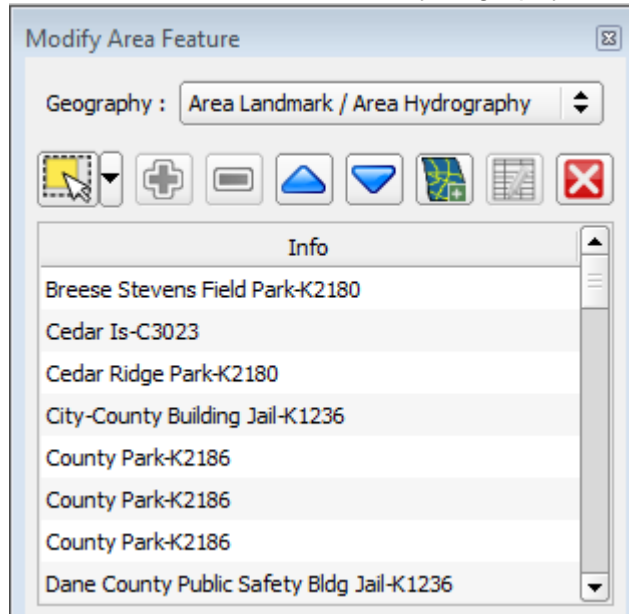 Modify Area Feature
Geography : Area Landmark / Area Hydrography
Info
Breese Stevens Field Park-K2180
Cedar Is-C3023
Cedar Ridge Park-K2180
City-County Building Jail-K1236
County Park-K2186
County Park-K2186
County Park-K2186
Dane County Public Safety Bldg Jail-K1236